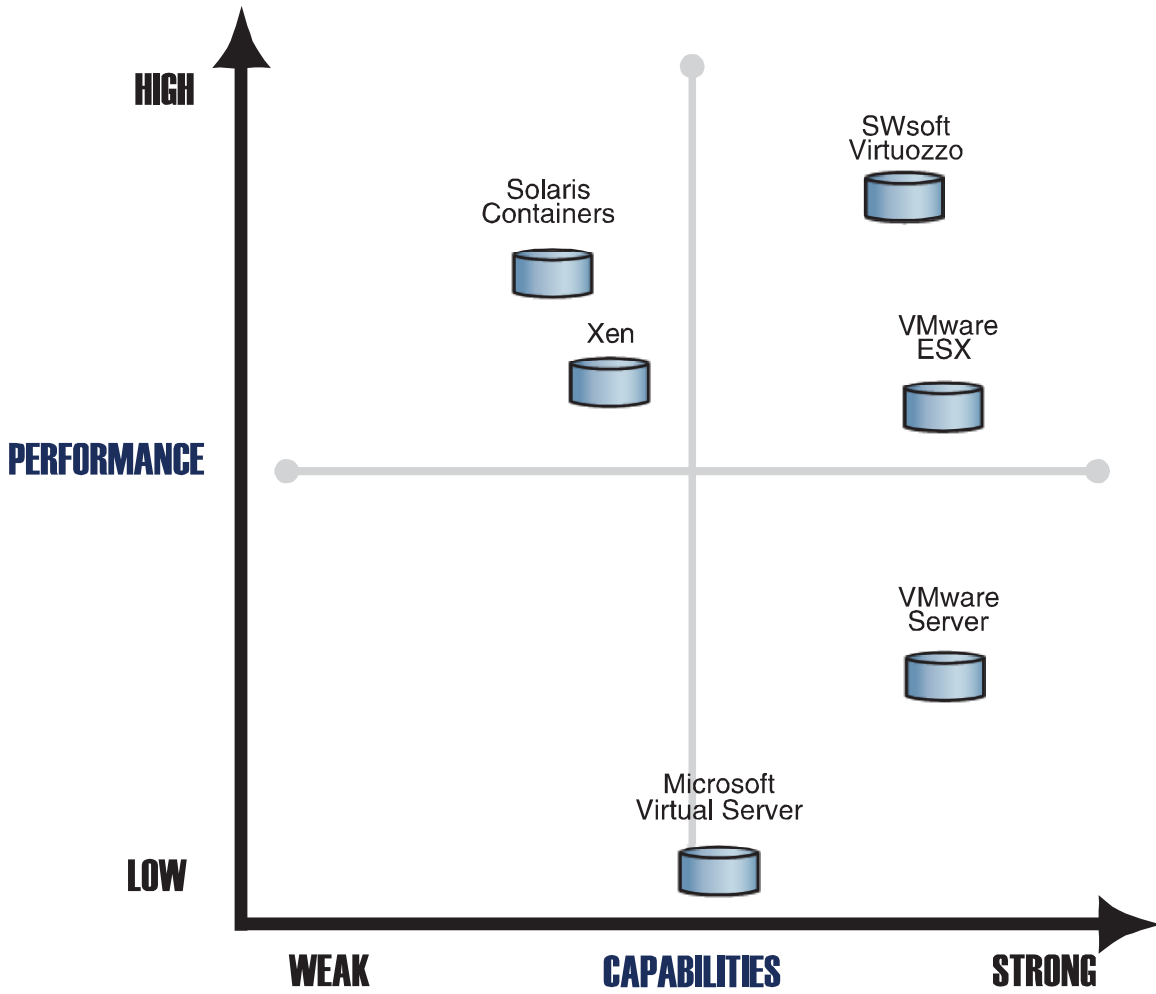 HIGH
SWsoft
Virtuozzo
Solaris
Containers
Xen
VMware
ESX
PERFORMANCE
VMware
Server
Microsoft
Virtual Server
LOW
WEAK
CAPABILITIES
STRONG